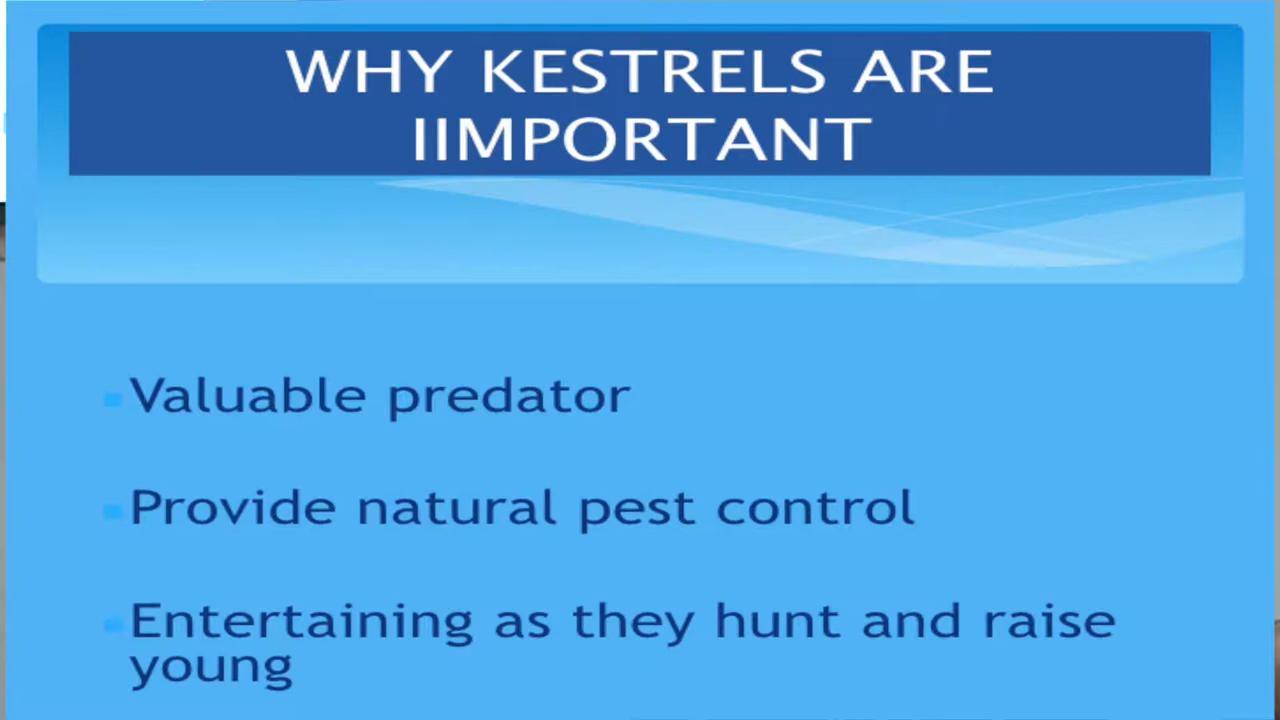 WHY KESTRELS ARE
IIMPORTANT
Valuable predator
Provide natural pest control
Entertaining as they hunt and raise
young